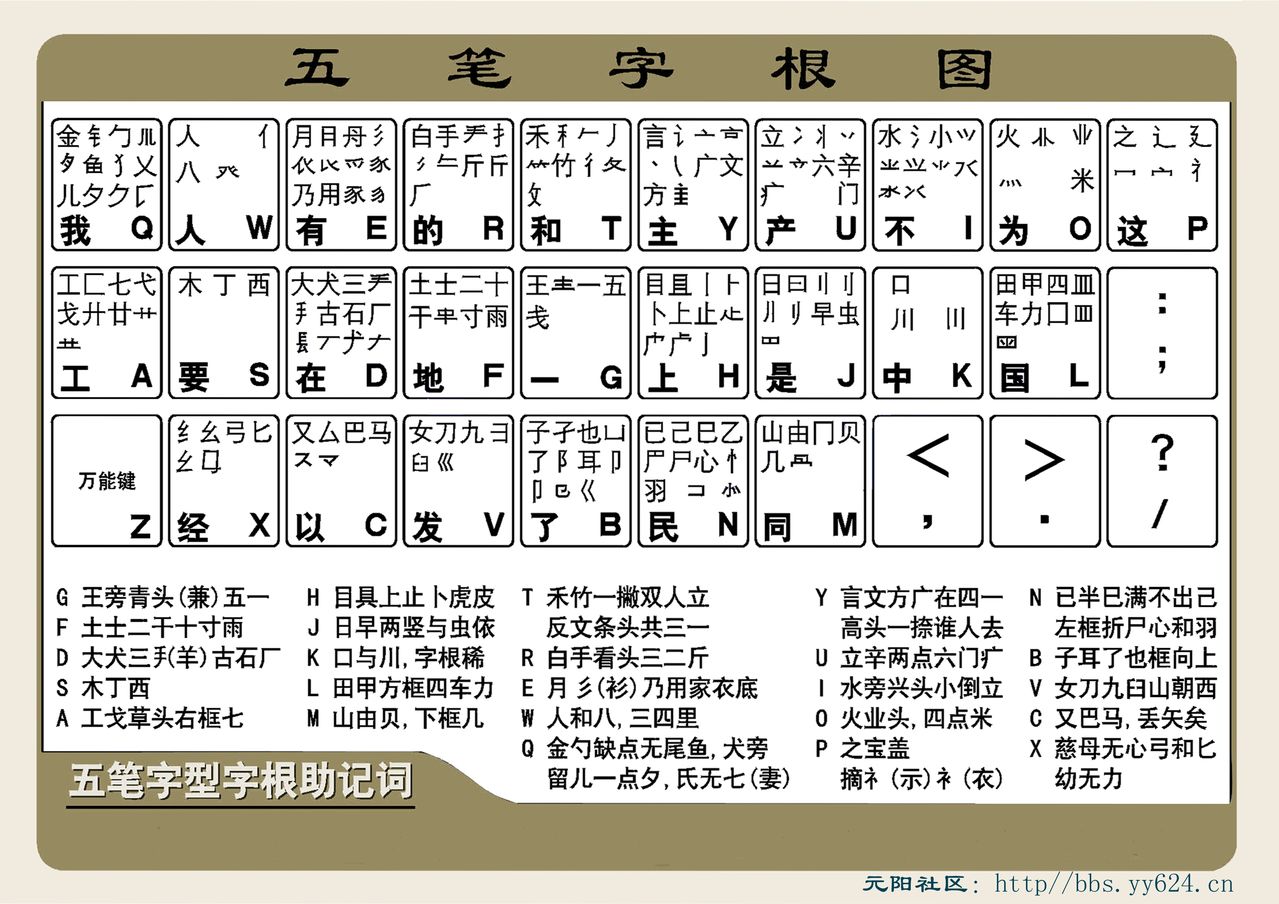 五笔字根图
金钅勹 人 亻 月 彡 白手龵扌 禾 𠂉丿 言讠亠 立冫丬丷 水氵小 火 业 之辶廴
犭乂 八 癶 衣 爫 斤 竹彳夂 丶 广文 六辛 米 冖宀礻
儿夕 乃用豕 厂 攵 方 疒 门 灬
我 Q 人 W 有 E 的 R 和 T 主 Y 产 U 不 I 为 O 这 P
工匚七弋 木丁西 大犬三 土士二十 王龶一五 目且丨卜 日曰刂 口 田甲四皿 :
戈廾廿艹 古石厂 干 寸雨 戋 卜上止 早虫 川 车力囗罒 ;
工 A 要 S 在 D 地 F 一 G 上 H 是 J 中 K 国 L
纟幺弓匕 又厶巴马 女刀九彐 子孑也凵 已己巳乙 山由冂贝 < > ?
万能键 臼巛 了阝耳卩 尸 心忄 几
羽
Z 经 X 以 C 发 V 了 B 民 N 同 M , . /
G 王旁青头(兼)五一
F 土士二干十寸雨
D 大犬三𠂇(羊)古石厂
S 木丁西
A 工戈草头右框七
H 目具上止卜虎皮
J 日早两竖与虫依
K 口与川,字根稀
L 田甲方框四车力
M 山由贝,下框几
T 禾竹一撇双人立
反文条头共三一
R 白手看头三二斤
E 月彡(衫)乃用家衣底
W 人和八,三四里
Q 金勺缺点无尾鱼,犬旁
留儿一点夕,氏无七(妻)
Y 言文方广在四一
高头一捺谁人去
U 立辛两点六门疒
I 水旁兴头小倒立
O 火业头,四点米
P 之宝盖
摘礻(示)衤(衣)
N 已半巳满不出己
左框折尸心和羽
B 子耳了也框向上
V 女刀九臼山朝西
C 又巴马,丢矢矣
X 慈母无心弓和匕
幼无力
五笔字型字根助记词
元阳社区: http//bbs.yy624.cn